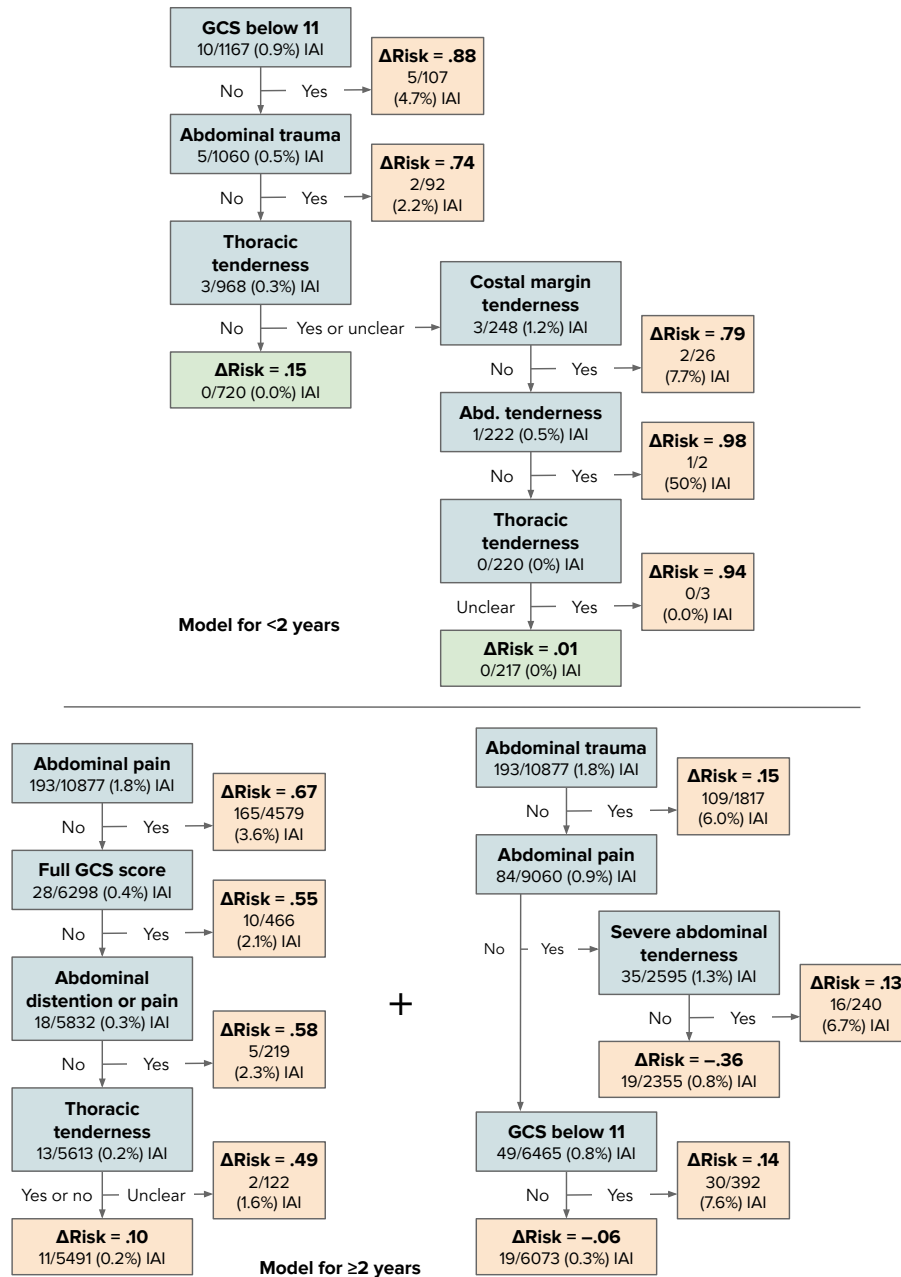 GCS below 11
10/1167 (0.9%) IAI
ΔRisk = .88
5/107
(4.7%) IAI
No
Yes
Abdominal trauma
5/1060 (0.5%) IAI
ΔRisk = .74
2/92
(2.2%) IAI
No
Yes
Thoracic
tenderness
3/968 (0.3%) IAI
No
Yes or unclear
ΔRisk = .15
0/720 (0.0%) IAI
Costal margin
tenderness
3/248 (1.2%) IAI
ΔRisk = .79
2/26
(7.7%) IAI
No
Yes
Abd. tenderness
1/222 (0.5%) IAI
ΔRisk = .98
1/2
(50%) IAI
No
Yes
Thoracic
tenderness
0/220 (0%) IAI
ΔRisk = .94
0/3
(0.0%) IAI
Unclear
Yes
ΔRisk = .01
0/217 (0%) IAI
Model for <2 years
Abdominal pain
193/10877 (1.8%) IAI
ΔRisk = .67
165/4579
(3.6%) IAI
No
Yes
Full GCS score
28/6298 (0.4%) IAI
ΔRisk = .55
10/466
(2.1%) IAI
No
Yes
Abdominal
distention or pain
18/5832 (0.3%) IAI
ΔRisk = .58
5/219
(2.3%) IAI
No
Yes
Thoracic
tenderness
13/5613 (0.2%) IAI
ΔRisk = .49
2/122
(1.6%) IAI
Yes or no
Unclear
ΔRisk = .10
11/5491 (0.2%) IAI
+
Abdominal trauma
193/10877 (1.8%) IAI
ΔRisk = .15
109/1817
(6.0%) IAI
No
Yes
Abdominal pain
84/9060 (0.9%) IAI
No
Yes
Severe abdominal
tenderness
35/2595 (1.3%) IAI
ΔRisk = .13
16/240
(6.7%) IAI
No
Yes
ΔRisk = –.36
19/2355 (0.8%) IAI
GCS below 11
49/6465 (0.8%) IAI
ΔRisk = .14
30/392
(7.6%) IAI
No
Yes
ΔRisk = –.06
19/6073 (0.3%) IAI
Model for ≥2 years